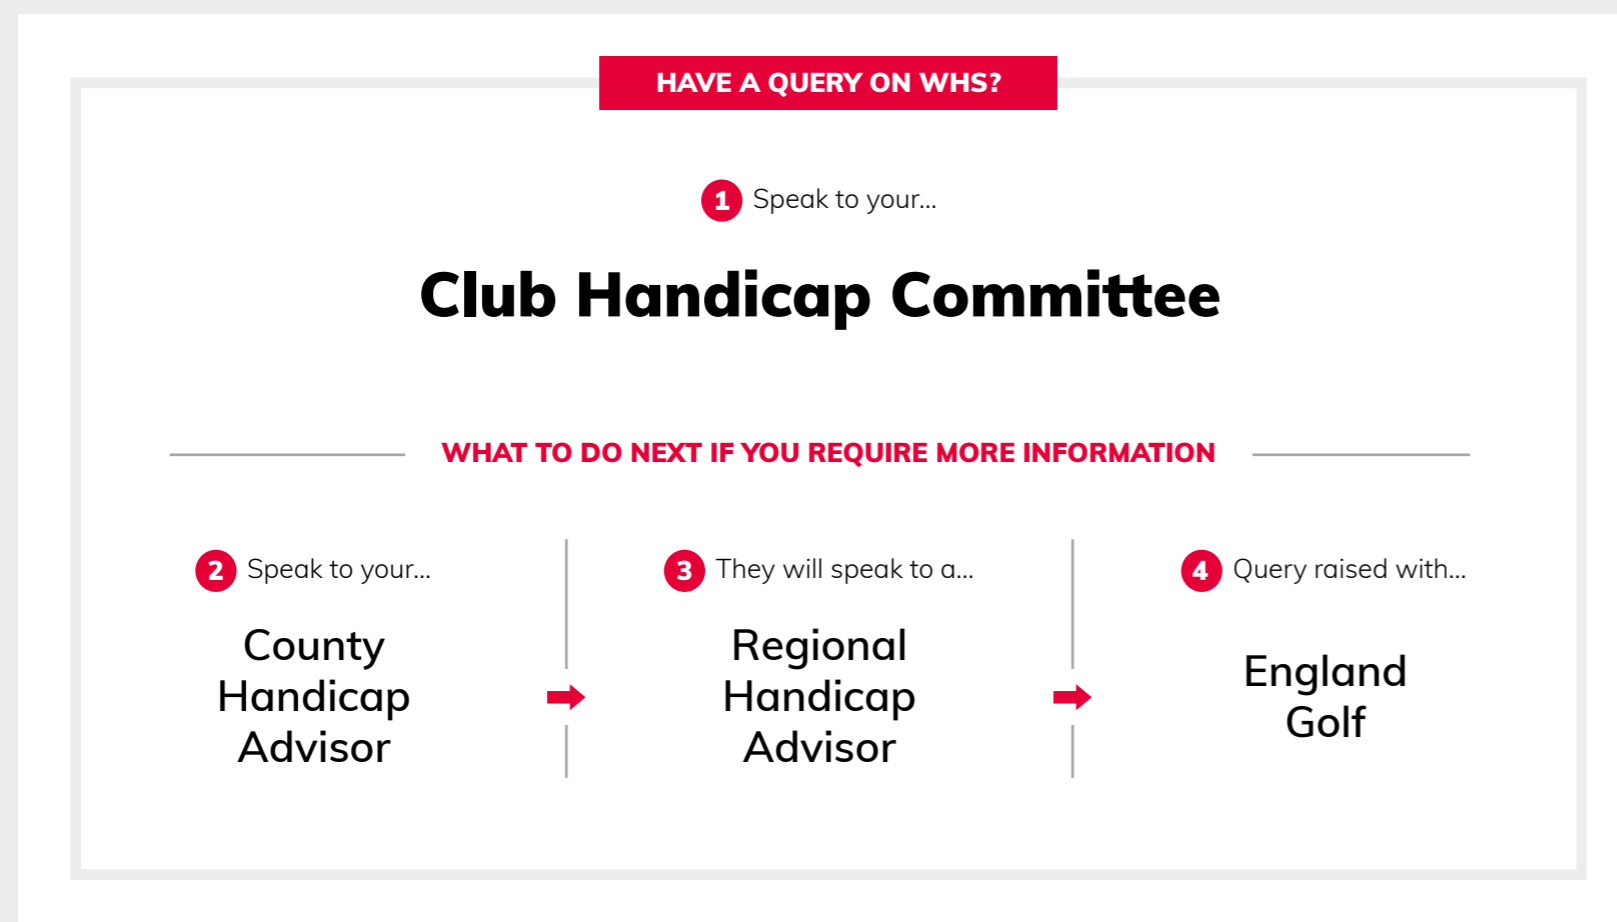 HAVE A QUERY ON WHS?
1 Speak to your...
Club Handicap Committee
WHAT TO DO NEXT IF YOU REQUIRE MORE INFORMATION
2 Speak to your...
County
Handicap
Advisor
3 They will speak to a...
Regional
Handicap
Advisor
4 Query raised with...
England
Golf